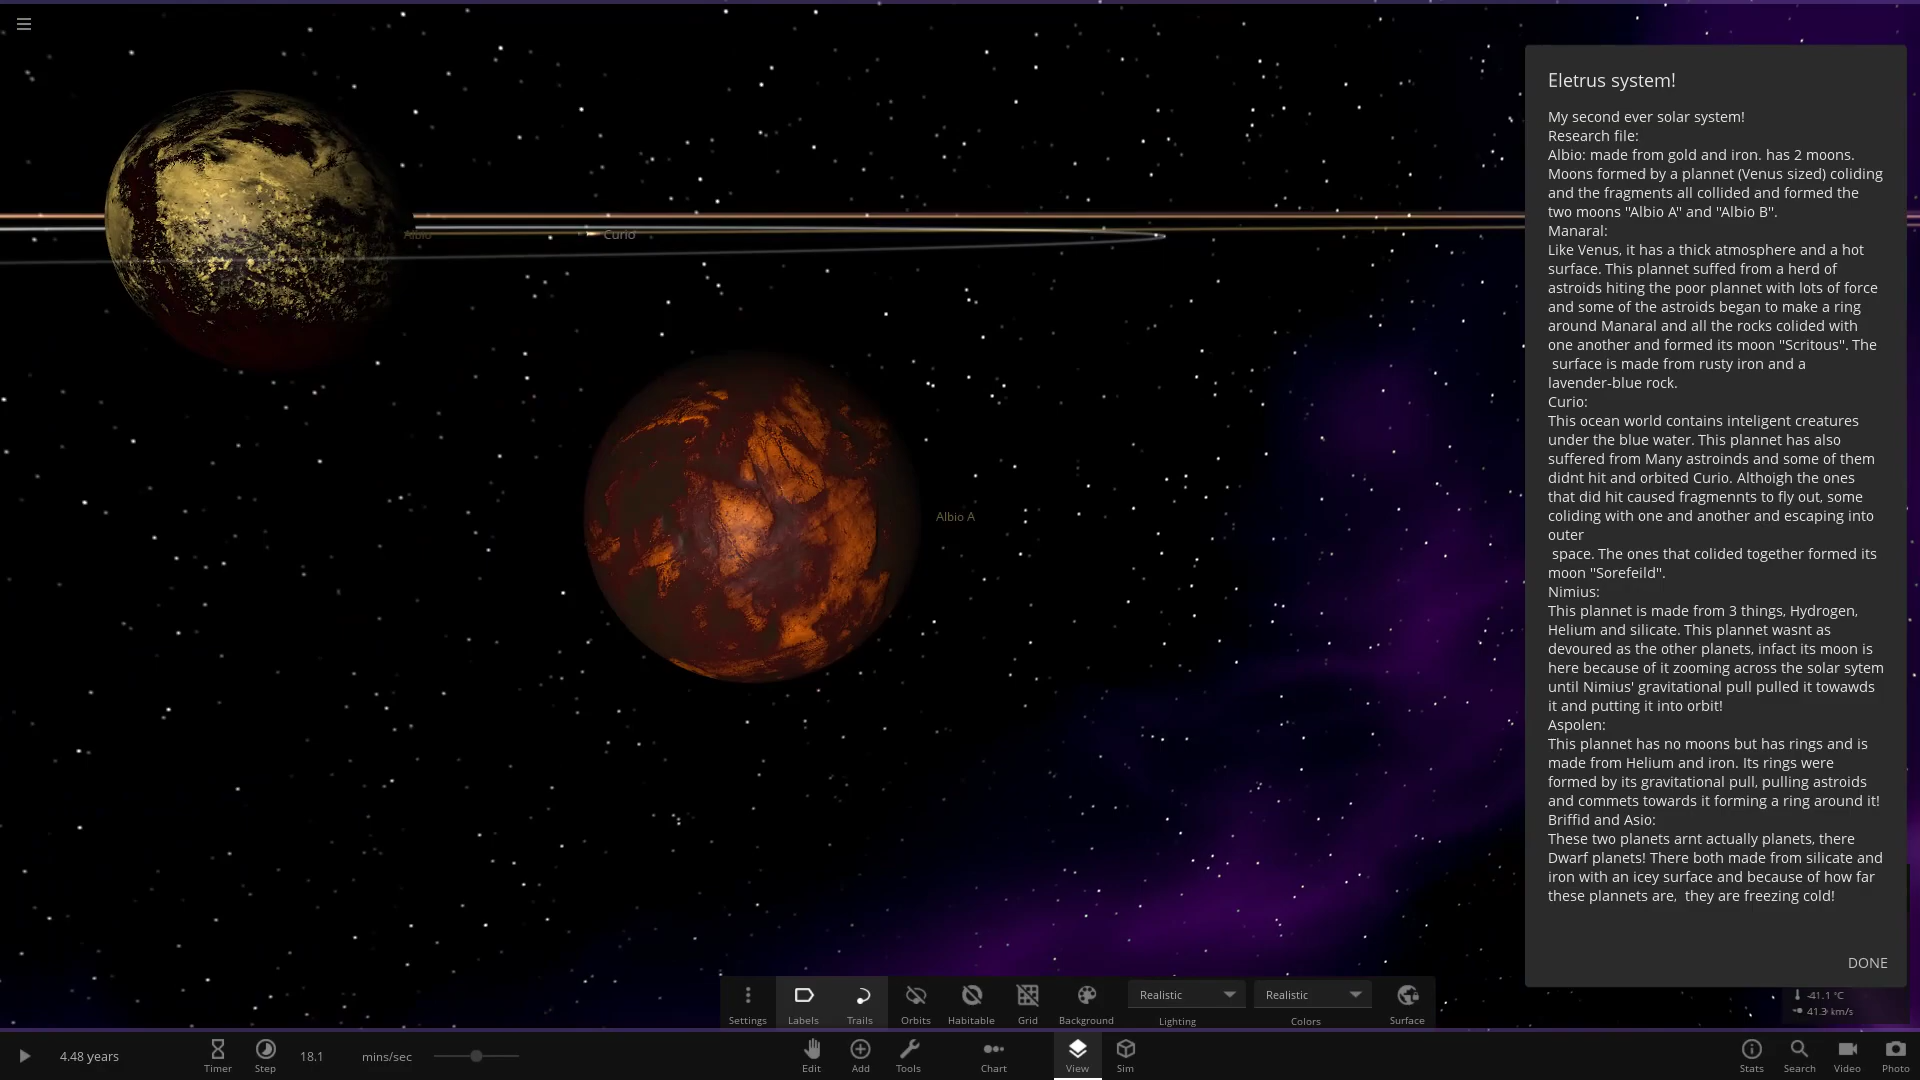 Eletrus system!
My second ever solar system!
Research file:
Albio: made from gold and iron. has 2 moons.
Moons formed by a plannet (Venus sized) coliding
and the fragments all collided and formed the
two moons "Albio A" and "Albio B".
Manaral:
Like Venus, it has a thick atmosphere and a hot
surface. This plannet suffed from a herd of
astroids hiting the poor plannet with lots of force
and some of the astroids began to make a ring
around Manaral and all the rocks colided with
one another and formed its moon "Scritous". The
surface is made from rusty iron and a
lavender-blue rock.
Curio:
This ocean world contains inteligent creatures
under the blue water. This plannet has also
suffered from Many astroinds and some of them
didnt hit and orbited Curio. Althoigh the ones
that did hit caused fragmennts to fly out, some
coliding with one and another and escaping into
outer
space. The ones that colided together formed its
moon "Sorefeild".
Nimius:
This plannet is made from 3 things, Hydrogen,
Helium and silicate. This plannet wasnt as
devoured as the other planets, infact its moon is
here because of it zooming across the solar sytem
until Nimius' gravitational pull pulled it towawds
it and putting it into orbit!
Aspolen:
This plannet has no moons but has rings and is
made from Helium and iron. Its rings were
formed by its gravitational pull, pulling astroids
and commets towards it forming a ring around it!
Briffid and Asio:
These two planets arnt actually planets, there
Dwarf planets! There both made from silicate and
iron with an icey surface and because of how far
these plannets are, they are freezing cold!
DONE
Albio
Curio
Albio A
-41.1 °C
41.3 km/s
Settings
Labels
Trails
Orbits
Habitable
Grid
Background
Realistic
Lighting
Realistic
Colors
Surface
4.48 years
Timer
Step
18.1
mins/sec
Edit
Add
Tools
Chart
View
Sim
Stats
Search
Video
Photo